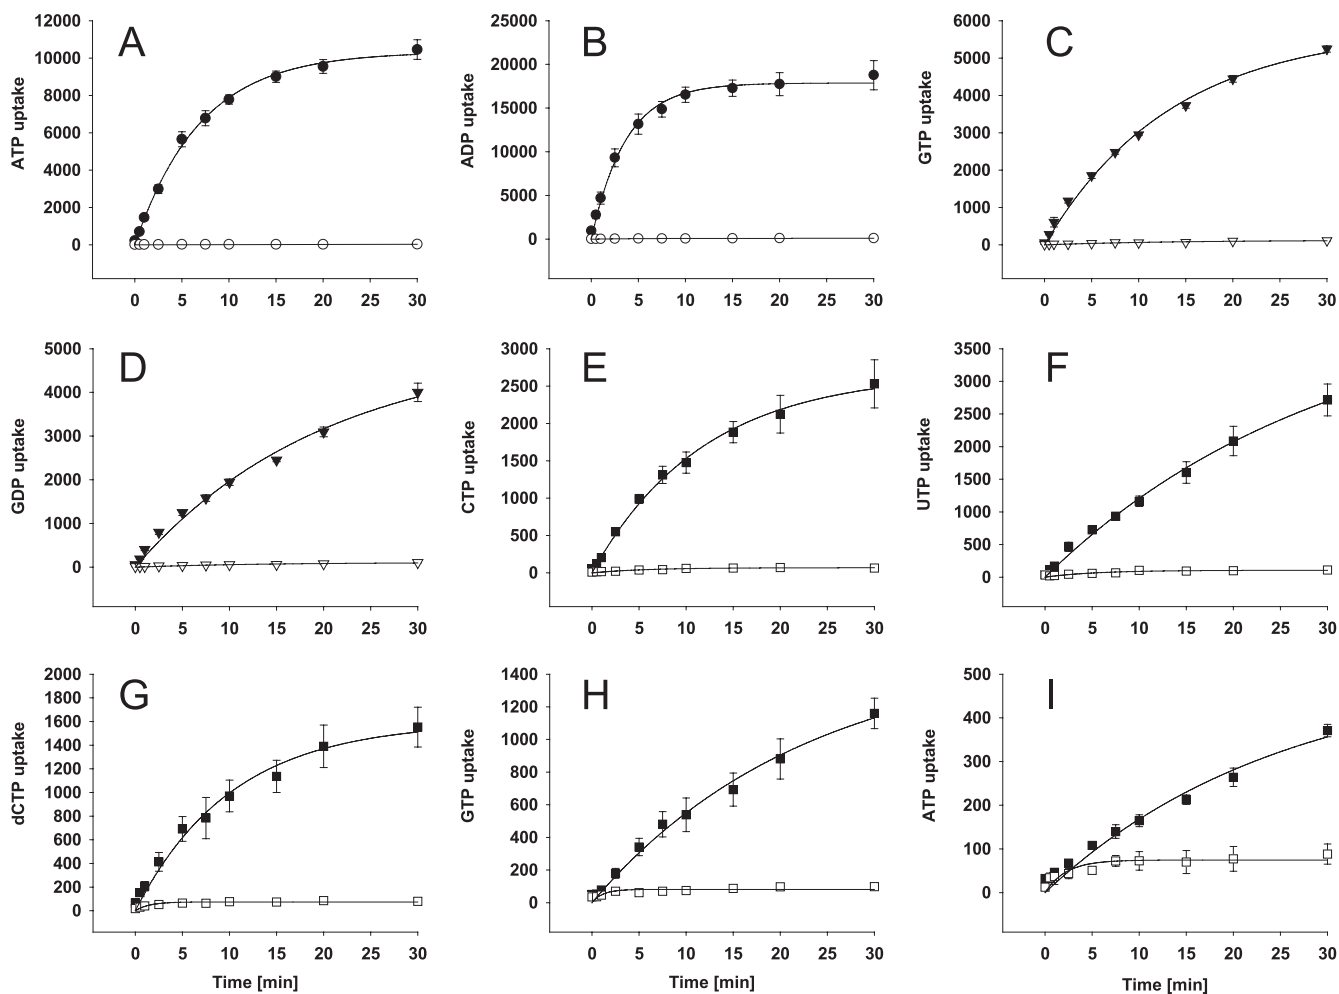 A
ATP uptake
12000
10000
8000
6000
4000
2000
0
0 5 10 15 20 25 30
B
ADP uptake
25000
20000
15000
10000
5000
0
0 5 10 15 20 25 30
C
GTP uptake
6000
5000
4000
3000
2000
1000
0
0 5 10 15 20 25 30
D
GDP uptake
5000
4000
3000
2000
1000
0
0 5 10 15 20 25 30
E
CTP uptake
3000
2500
2000
1500
1000
500
0
0 5 10 15 20 25 30
F
UTP uptake
3500
3000
2500
2000
1500
1000
500
0
0 5 10 15 20 25 30
G
dCTP uptake
2000
1800
1600
1400
1200
1000
800
600
400
200
0
0 5 10 15 20 25 30
Time [min]
H
GTP uptake
1400
1200
1000
800
600
400
200
0
0 5 10 15 20 25 30
Time [min]
I
ATP uptake
500
400
300
200
100
0
0 5 10 15 20 25 30
Time [min]